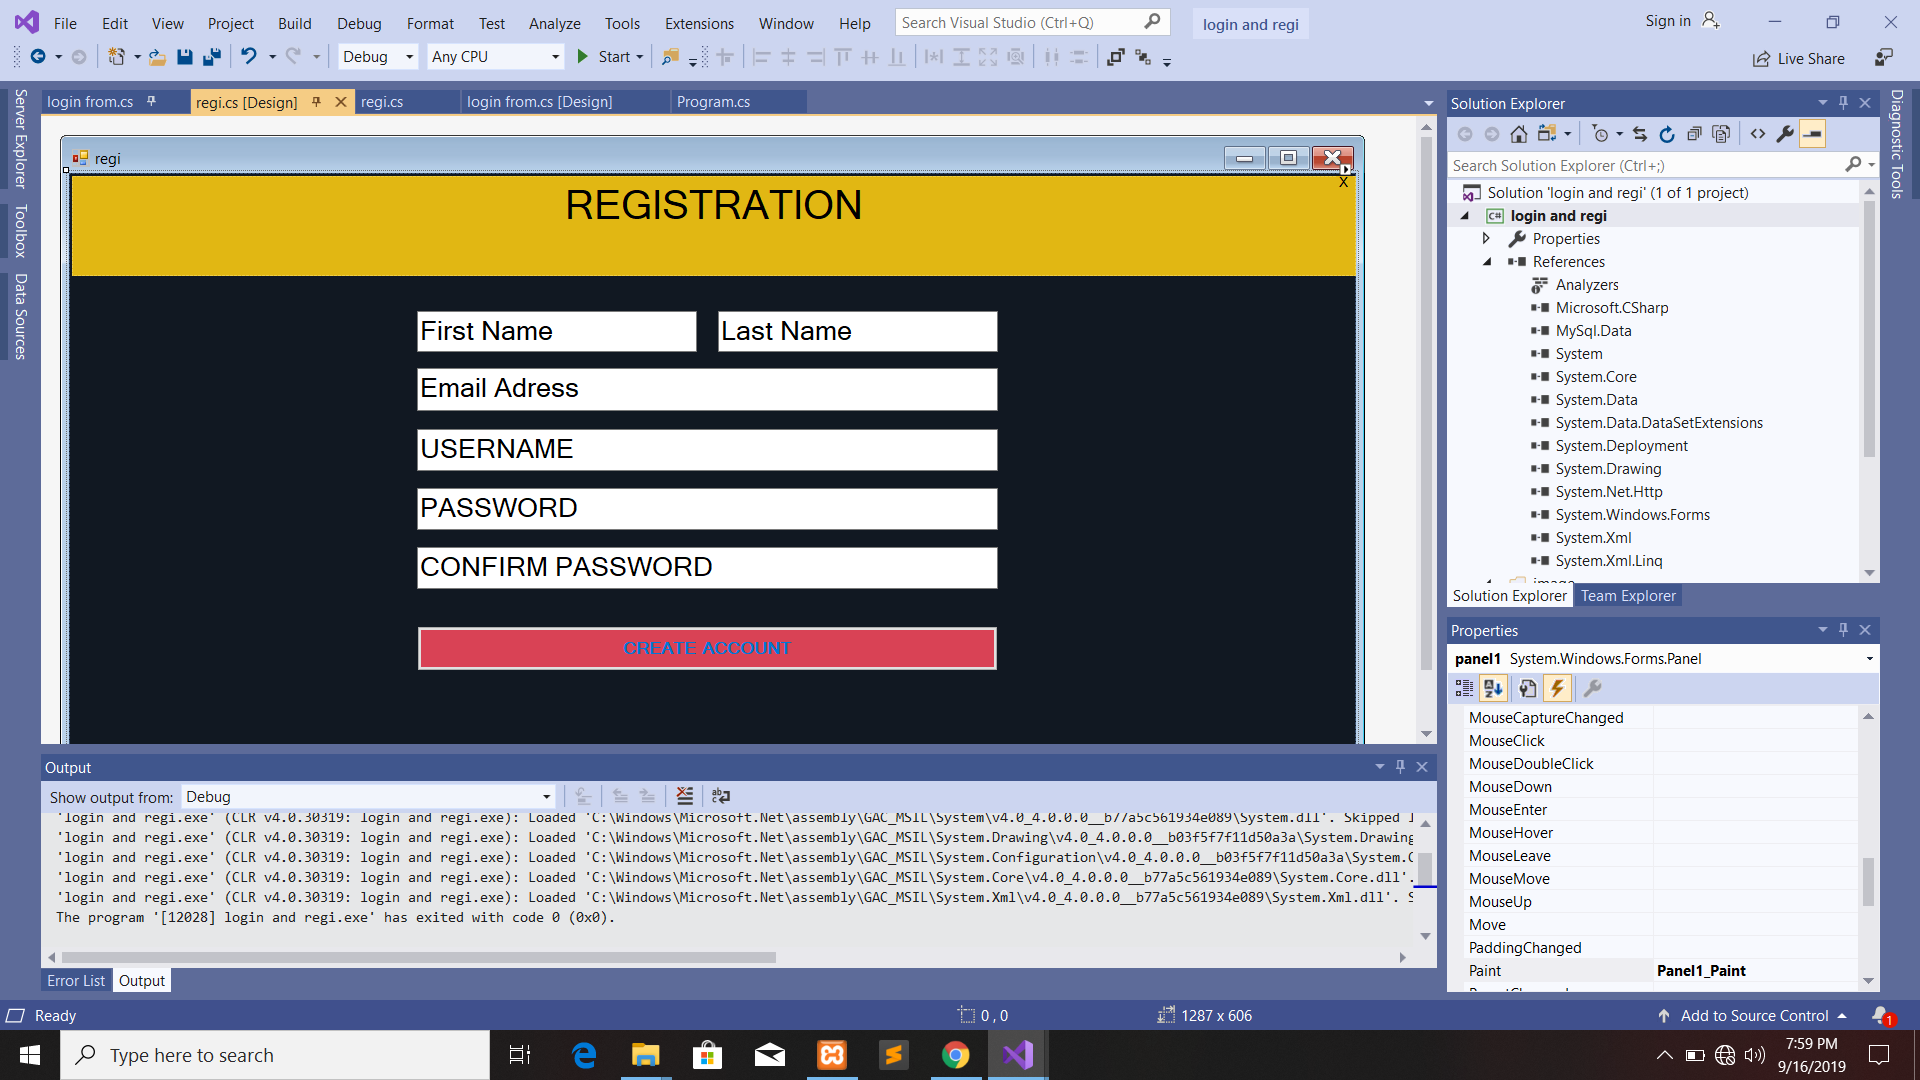 File Edit View Project Build Debug Format Test Analyze Tools Extensions Window Help Search Visual Studio (Ctrl+Q) login and regi Sign in
Debug Any CPU Start Live Share
Server Explorer
Toolbox
Data Sources
login from.cs regi.cs [Design] regi.cs login from.cs [Design] Program.cs
regi
X
REGISTRATION
First Name Last Name
Email Adress
USERNAME
PASSWORD
CONFIRM PASSWORD
CREATE ACCOUNT
Output
Show output from: Debug
'login and regi.exe' (CLR v4.0.30319: login and regi.exe): Loaded 'C:\Windows\Microsoft.Net\assembly\GAC_MSIL\System\v4.0_4.0.0.0__b77a5c561934e089\System.dll'. Skipped
'login and regi.exe' (CLR v4.0.30319: login and regi.exe): Loaded 'C:\Windows\Microsoft.Net\assembly\GAC_MSIL\System.Drawing\v4.0_4.0.0.0__b03f5f7f11d50a3a\System.Drawing
'login and regi.exe' (CLR v4.0.30319: login and regi.exe): Loaded 'C:\Windows\Microsoft.Net\assembly\GAC_MSIL\System.Configuration\v4.0_4.0.0.0__b03f5f7f11d50a3a\System.C
'login and regi.exe' (CLR v4.0.30319: login and regi.exe): Loaded 'C:\Windows\Microsoft.Net\assembly\GAC_MSIL\System.Core\v4.0_4.0.0.0__b77a5c561934e089\System.Core.dll'.
'login and regi.exe' (CLR v4.0.30319: login and regi.exe): Loaded 'C:\Windows\Microsoft.Net\assembly\GAC_MSIL\System.Xml\v4.0_4.0.0.0__b77a5c561934e089\System.Xml.dll'. S
The program '[12028] login and regi.exe' has exited with code 0 (0x0).
Error List Output
Solution Explorer
Search Solution Explorer (Ctrl+;)
Solution 'login and regi' (1 of 1 project)
C# login and regi
Properties
References
Analyzers
Microsoft.CSharp
MySql.Data
System
System.Core
System.Data
System.Data.DataSetExtensions
System.Deployment
System.Drawing
System.Net.Http
System.Windows.Forms
System.Xml
System.Xml.Linq
Solution Explorer Team Explorer
Properties
panel1 System.Windows.Forms.Panel
MouseCaptureChanged
MouseClick
MouseDoubleClick
MouseDown
MouseEnter
MouseHover
MouseLeave
MouseMove
MouseUp
Move
PaddingChanged
Paint Panel1_Paint
Diagnostic Tools
Ready 0 , 0 1287 x 606 Add to Source Control 1
Type here to search
7:59 PM
9/16/2019